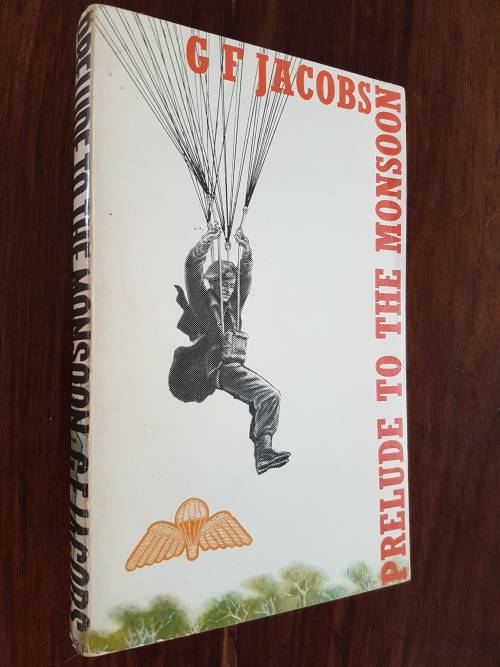 G F JACOBS
PRELUDE TO THE MONSOON
PRELUDE TO THE MONSOON G F JACOBS